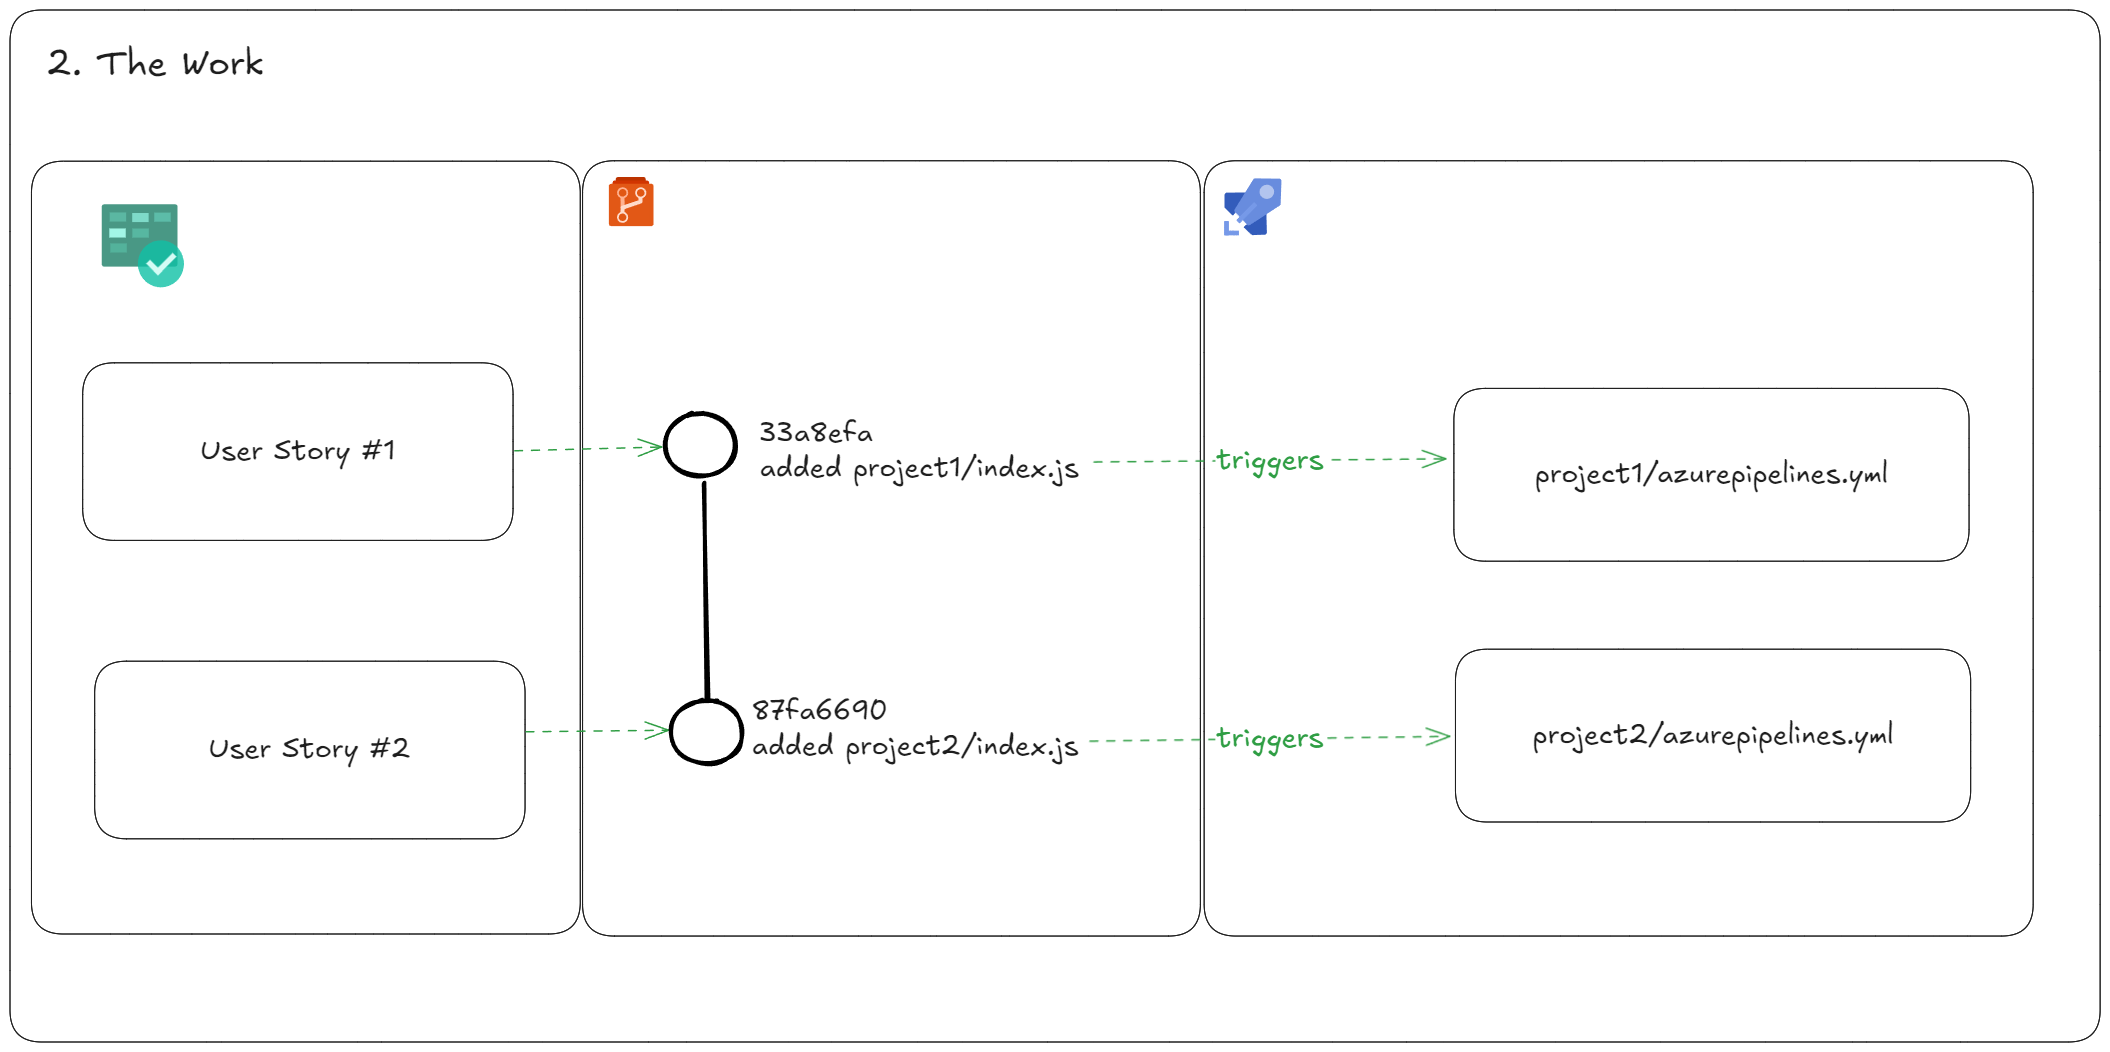 2. The Work
User Story #1
33a8efa
added project1/index.js
triggers
project1/azurepipelines.yml
User Story #2
87fa6690
added project2/index.js
triggers
project2/azurepipelines.yml